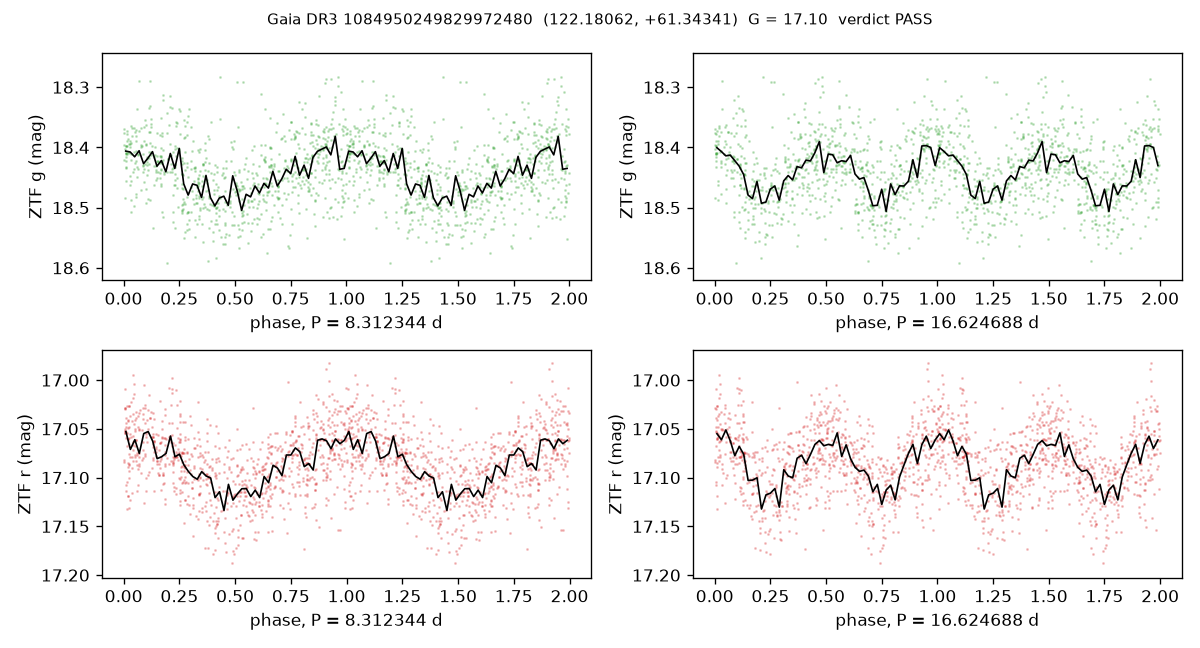 Gaia DR3 1084950249829972480 (122.18062, +61.34341) G = 17.10 verdict PASS
ZTF g (mag)
18.3
18.4
18.5
18.6
0.00 0.25 0.50 0.75 1.00 1.25 1.50 1.75 2.00
phase, P = 8.312344 d
ZTF g (mag)
18.3
18.4
18.5
18.6
0.00 0.25 0.50 0.75 1.00 1.25 1.50 1.75 2.00
phase, P = 16.624688 d
ZTF r (mag)
17.00
17.05
17.10
17.15
17.20
0.00 0.25 0.50 0.75 1.00 1.25 1.50 1.75 2.00
phase, P = 8.312344 d
ZTF r (mag)
17.00
17.05
17.10
17.15
17.20
0.00 0.25 0.50 0.75 1.00 1.25 1.50 1.75 2.00
phase, P = 16.624688 d